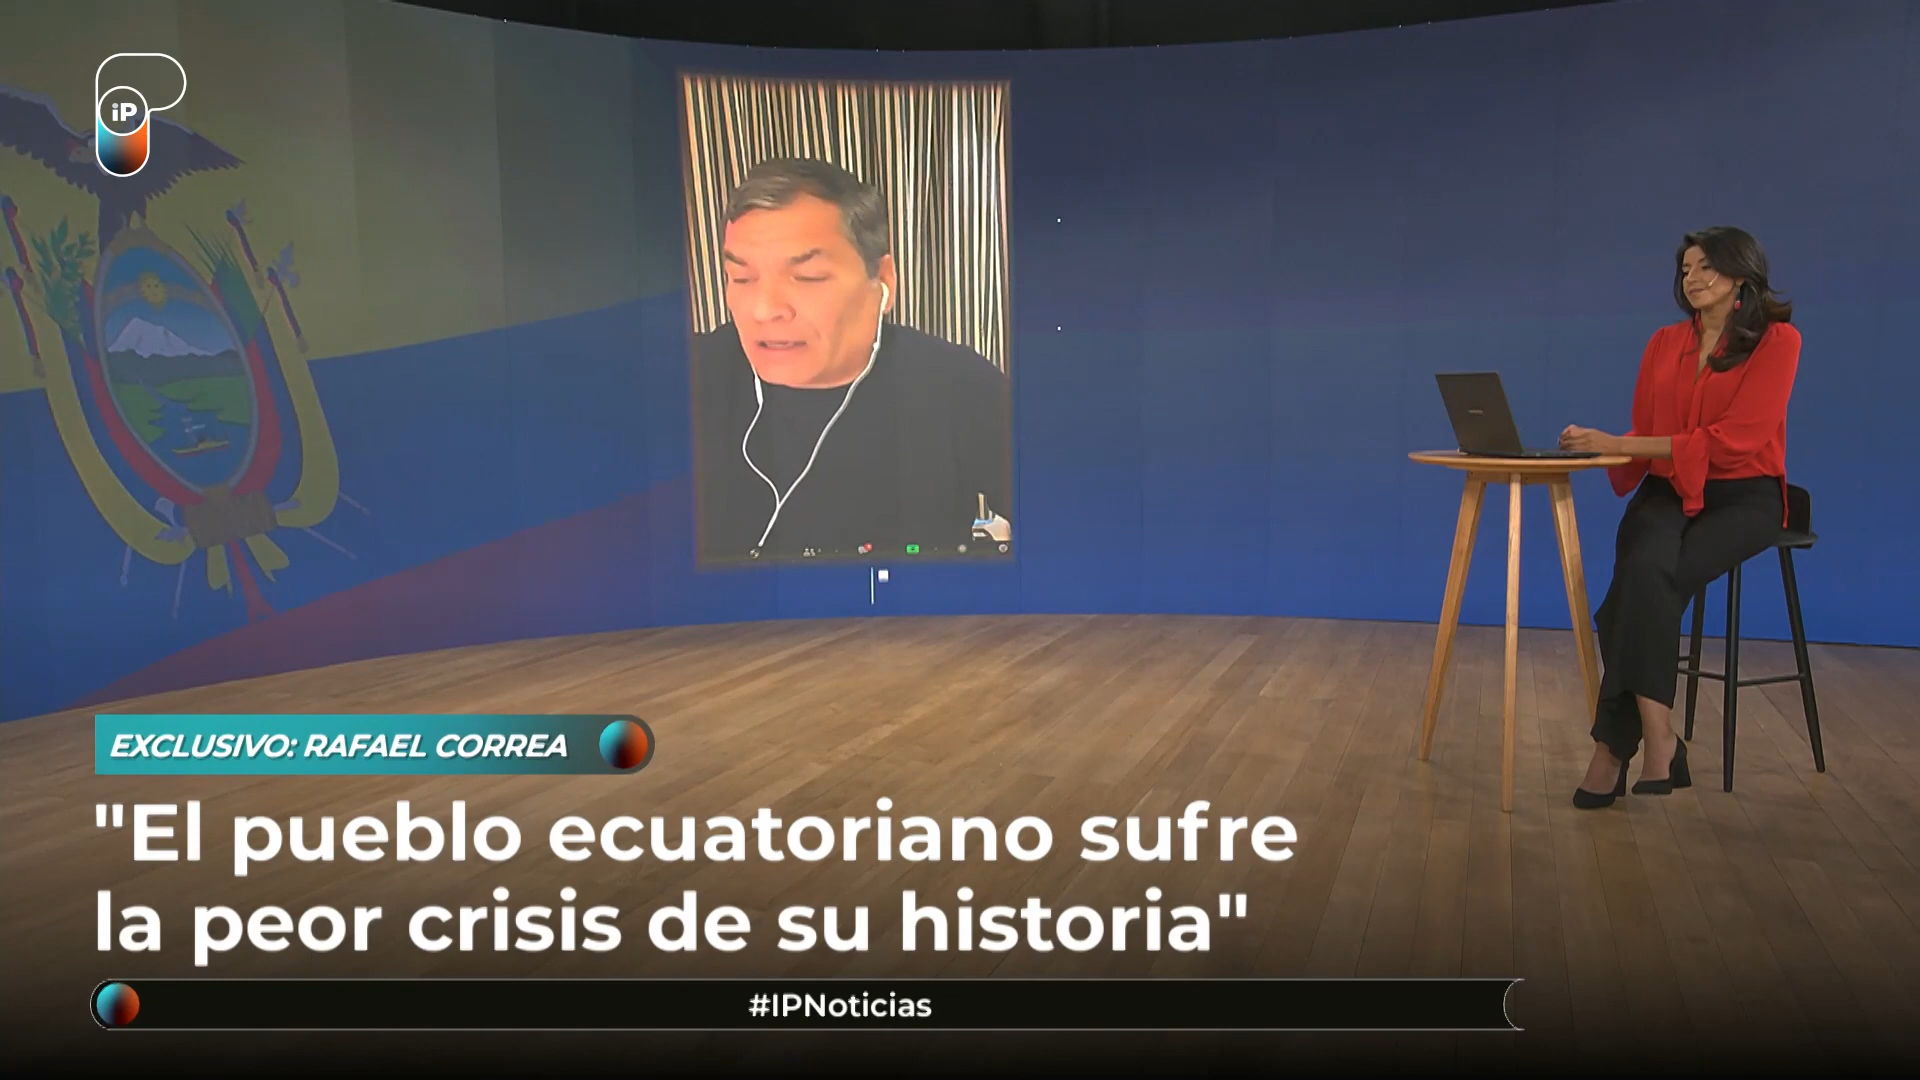 iP
EXCLUSIVO: RAFAEL CORREA
"El pueblo ecuatoriano sufre
la peor crisis de su historia"
#IPNoticias